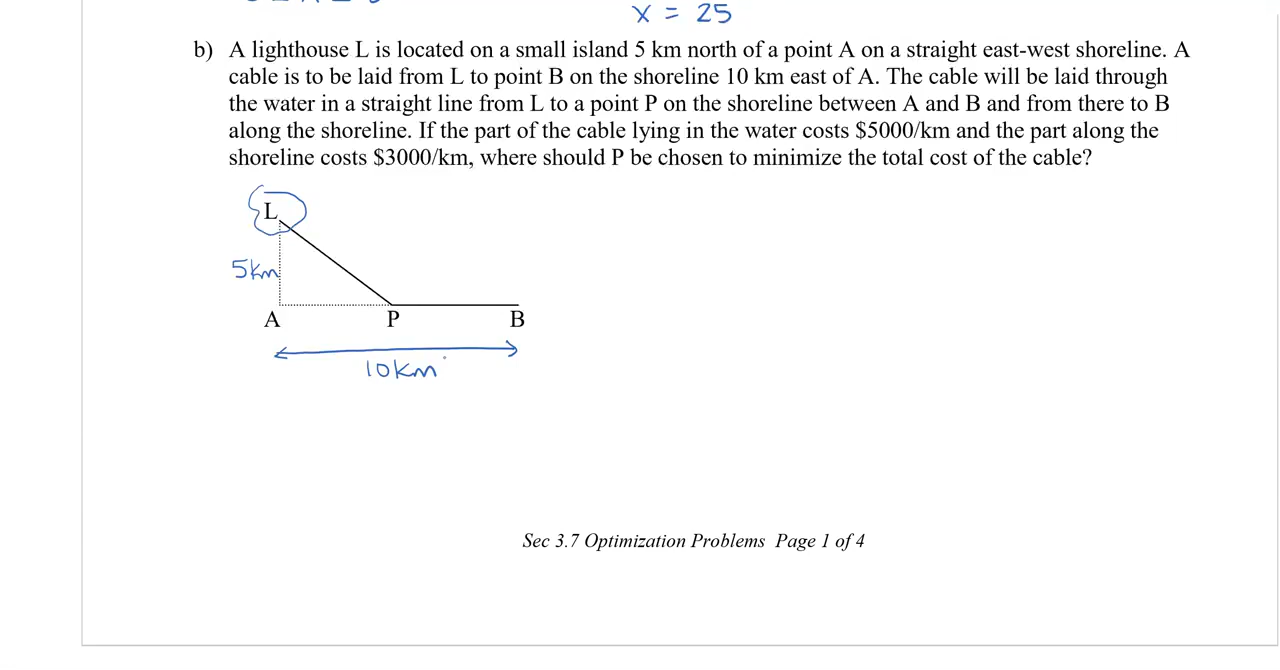 x = 25
b) A lighthouse L is located on a small island 5 km north of a point A on a straight east-west shoreline. A
cable is to be laid from L to point B on the shoreline 10 km east of A. The cable will be laid through
the water in a straight line from L to a point P on the shoreline between A and B and from there to B
along the shoreline. If the part of the cable lying in the water costs $5000/km and the part along the
shoreline costs $3000/km, where should P be chosen to minimize the total cost of the cable?
L
5km
A P B
10km
Sec 3.7 Optimization Problems Page 1 of 4